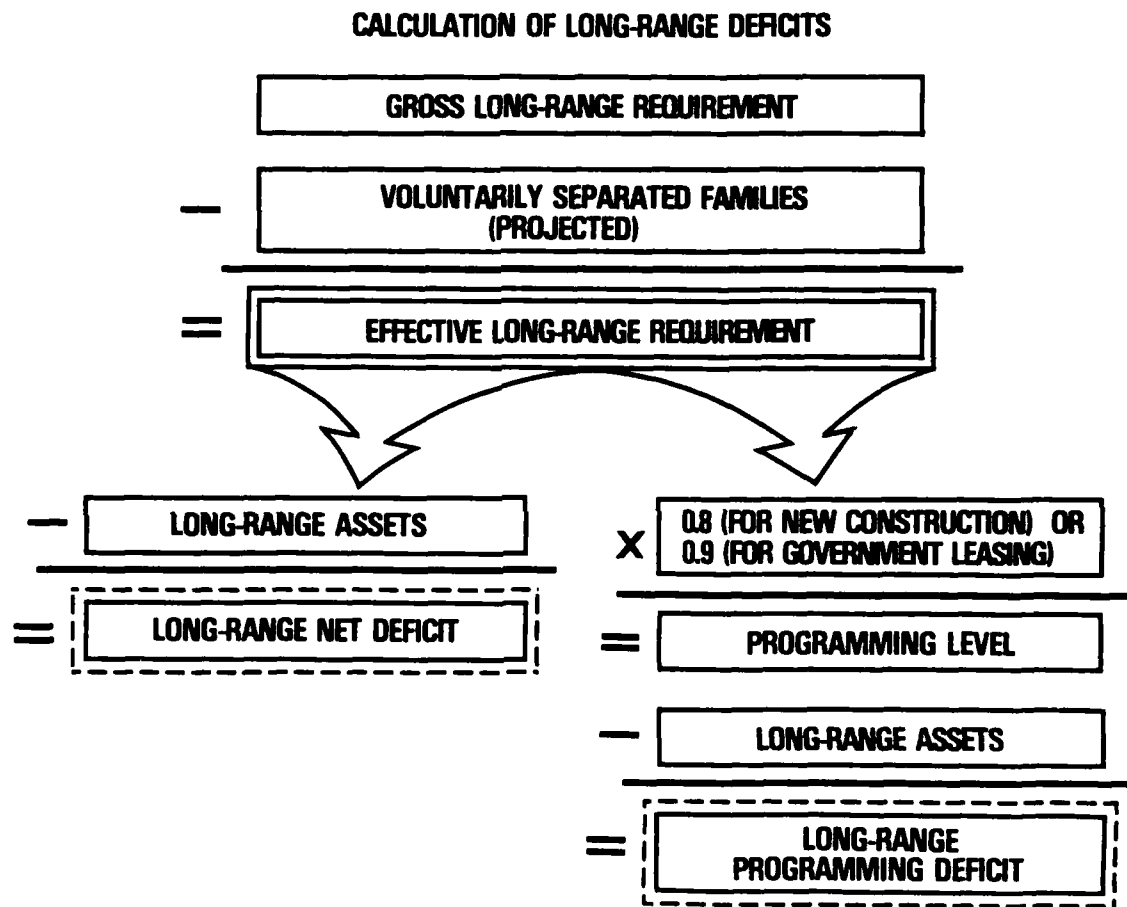 CALCULATION OF LONG-RANGE DEFICITS
GROSS LONG-RANGE REQUIREMENT
— VOLUNTARILY SEPARATED FAMILIES
(PROJECTED)
= EFFECTIVE LONG-RANGE REQUIREMENT
— LONG-RANGE ASSETS
= LONG-RANGE NET DEFICIT
X 0.8 (FOR NEW CONSTRUCTION) OR
0.9 (FOR GOVERNMENT LEASING)
= PROGRAMMING LEVEL
— LONG-RANGE ASSETS
= LONG-RANGE
PROGRAMMING DEFICIT